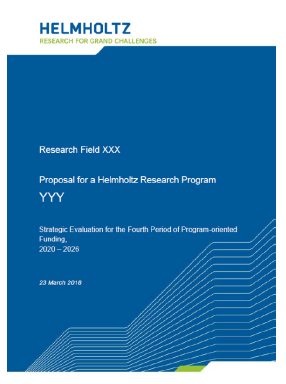 HELMHOLTZ
RESEARCH FOR GRAND CHALLENGES
Research Field XXX
Proposal for a Helmholtz Research Program
YYY
Strategic Evaluation for the Fourth Period of Program-oriented
Funding,
2020 – 2026
23 March 2018